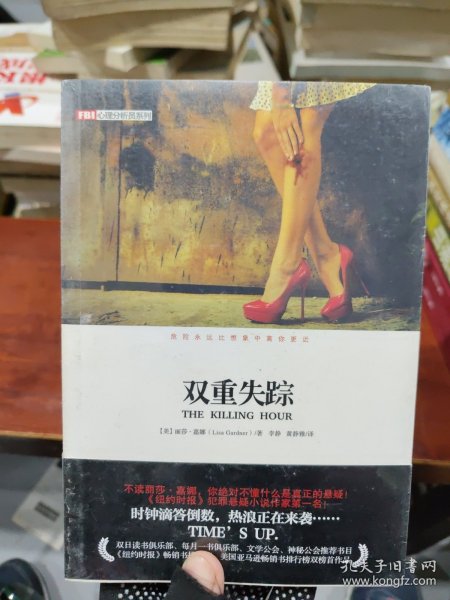 FBI心理分析员系列
危险永远比想象中离你更近
双重失踪
THE KILLING HOUR
【美】丽莎·嘉娜（Lisa Gardner）/著 李静 黄静雅/译
不读丽莎·嘉娜，你绝对不懂什么是真正的悬疑！
《纽约时报》犯罪悬疑小说作家第一名！
时钟滴答倒数，热浪正在来袭……
TIME'S UP.
双日读书俱乐部、每月一书俱乐部、文学公会、神秘公会推荐书目
《纽约时报》畅销书 美国亚马逊畅销书排行榜双榜首作品
孔夫子旧书网
www.kongfz.com